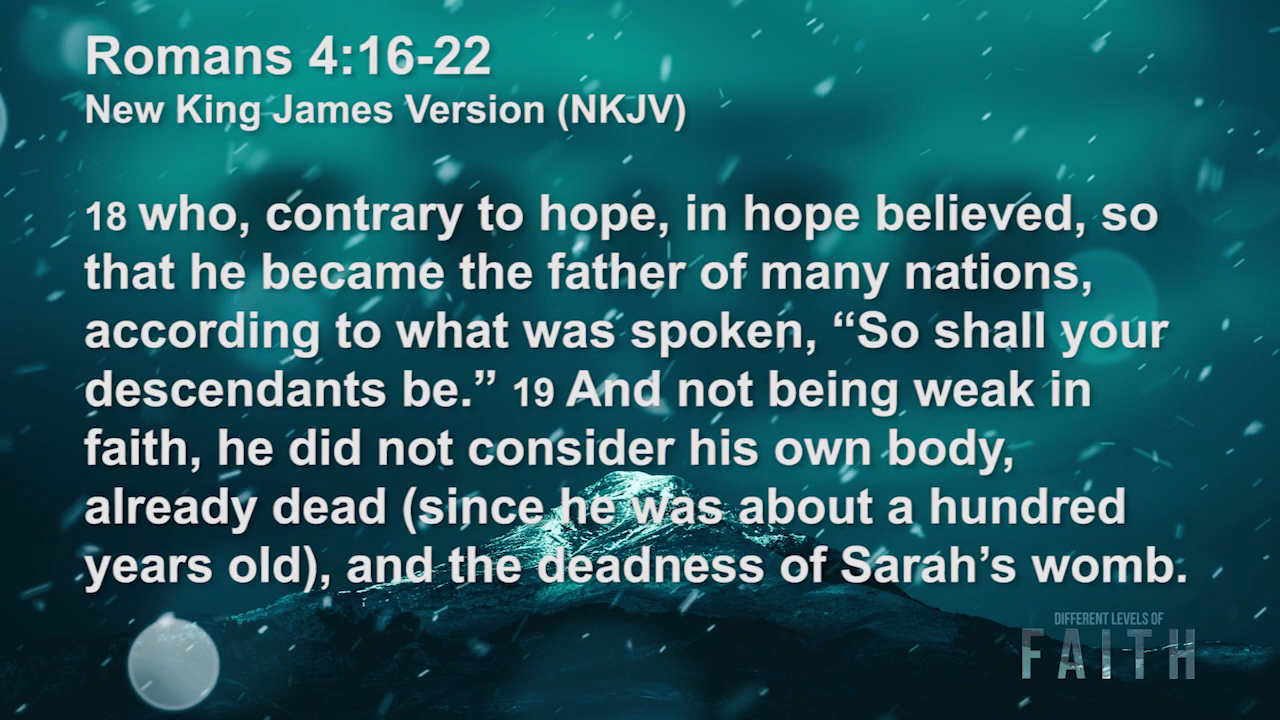 Romans 4:16-22
New King James Version (NKJV)
18 who, contrary to hope, in hope believed, so
that he became the father of many nations,
according to what was spoken, “So shall your
descendants be.” 19 And not being weak in
faith, he did not consider his own body,
already dead (since he was about a hundred
years old), and the deadness of Sarah’s womb.
DIFFERENT LEVELS OF
FAITH